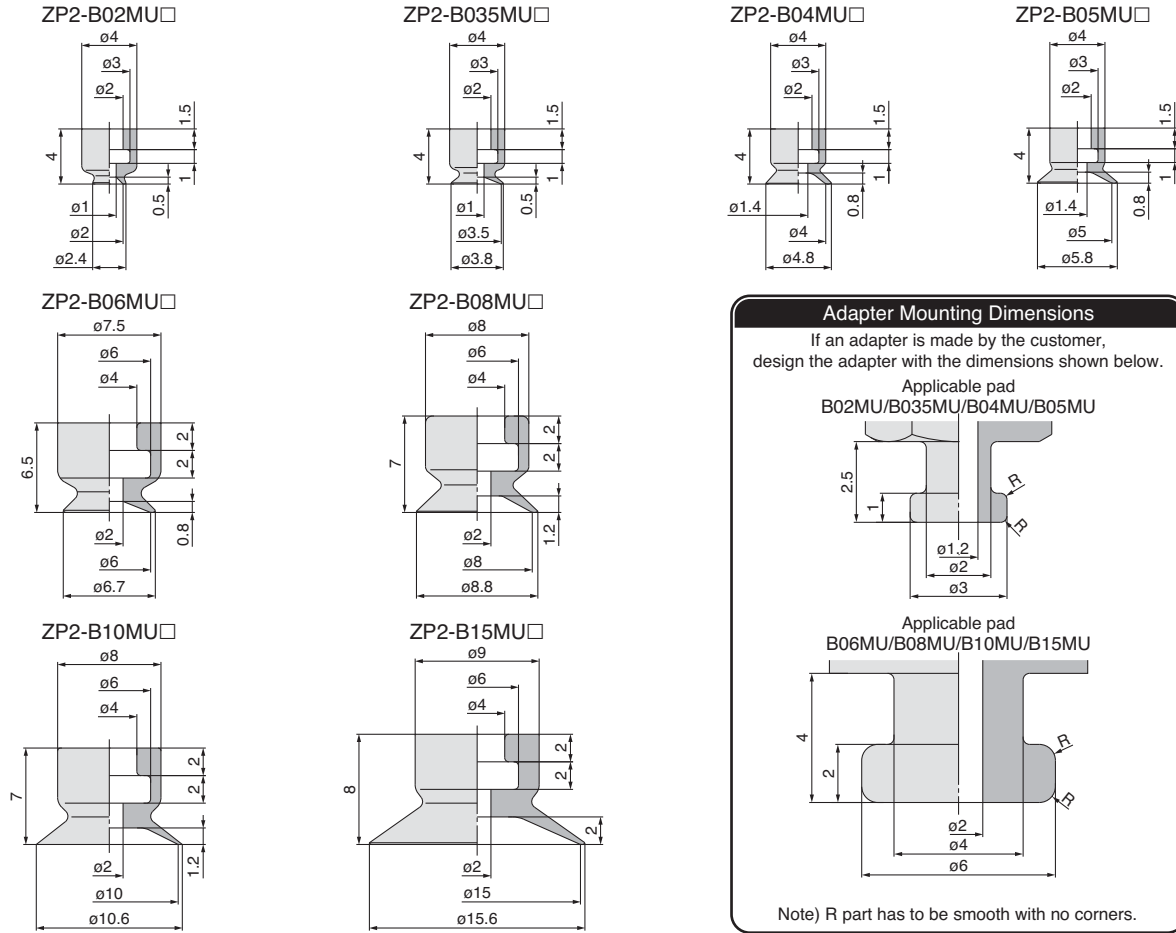 ZP2-B02MU□
ø4
ø3
ø2
1.5
4
1
0.5
ø1
ø2
ø2.4
ZP2-B035MU□
ø4
ø3
ø2
1.5
4
1
0.5
ø1
ø3.5
ø3.8
ZP2-B04MU□
ø4
ø3
ø2
1.5
4
1
0.8
ø1.4
ø4
ø4.8
ZP2-B05MU□
ø4
ø3
ø2
1.5
4
1
0.8
ø1.4
ø5
ø5.8
ZP2-B06MU□
ø7.5
ø6
ø4
2
2
6.5
0.8
ø2
ø6
ø6.7
ZP2-B08MU□
ø8
ø6
ø4
2
2
7
1.2
ø2
ø8
ø8.8
ZP2-B10MU□
ø8
ø6
ø4
2
2
7
1.2
ø2
ø10
ø10.6
ZP2-B15MU□
ø9
ø6
ø4
2
2
8
2
ø2
ø15
ø15.6
Adapter Mounting Dimensions
If an adapter is made by the customer,
design the adapter with the dimensions shown below.
Applicable pad
B02MU/B035MU/B04MU/B05MU
2.5
1
R
R
ø1.2
ø2
ø3
Applicable pad
B06MU/B08MU/B10MU/B15MU
4
2
R
R
ø2
ø4
ø6
Note) R part has to be smooth with no corners.